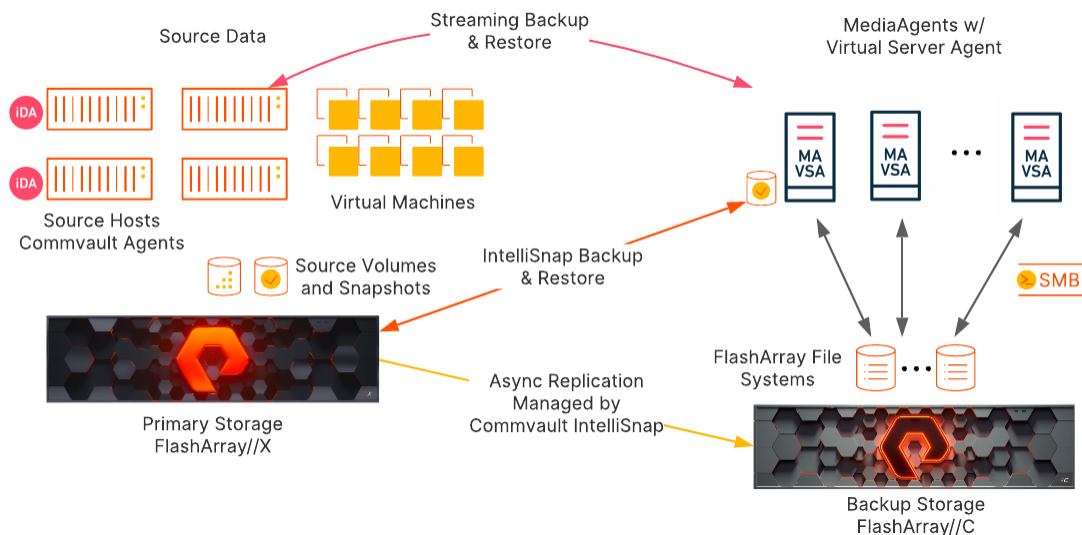 Source Data
Streaming Backup
& Restore
MediaAgents w/
Virtual Server Agent
iDA
iDA
Source Hosts
Commvault Agents
Virtual Machines
MA
VSA
MA
VSA
MA
VSA
IntelliSnap Backup
& Restore
Source Volumes
and Snapshots
SMB
FlashArray File
Systems
Async Replication
Managed by
Commvault IntelliSnap
Primary Storage
FlashArray//X
Backup Storage
FlashArray//C